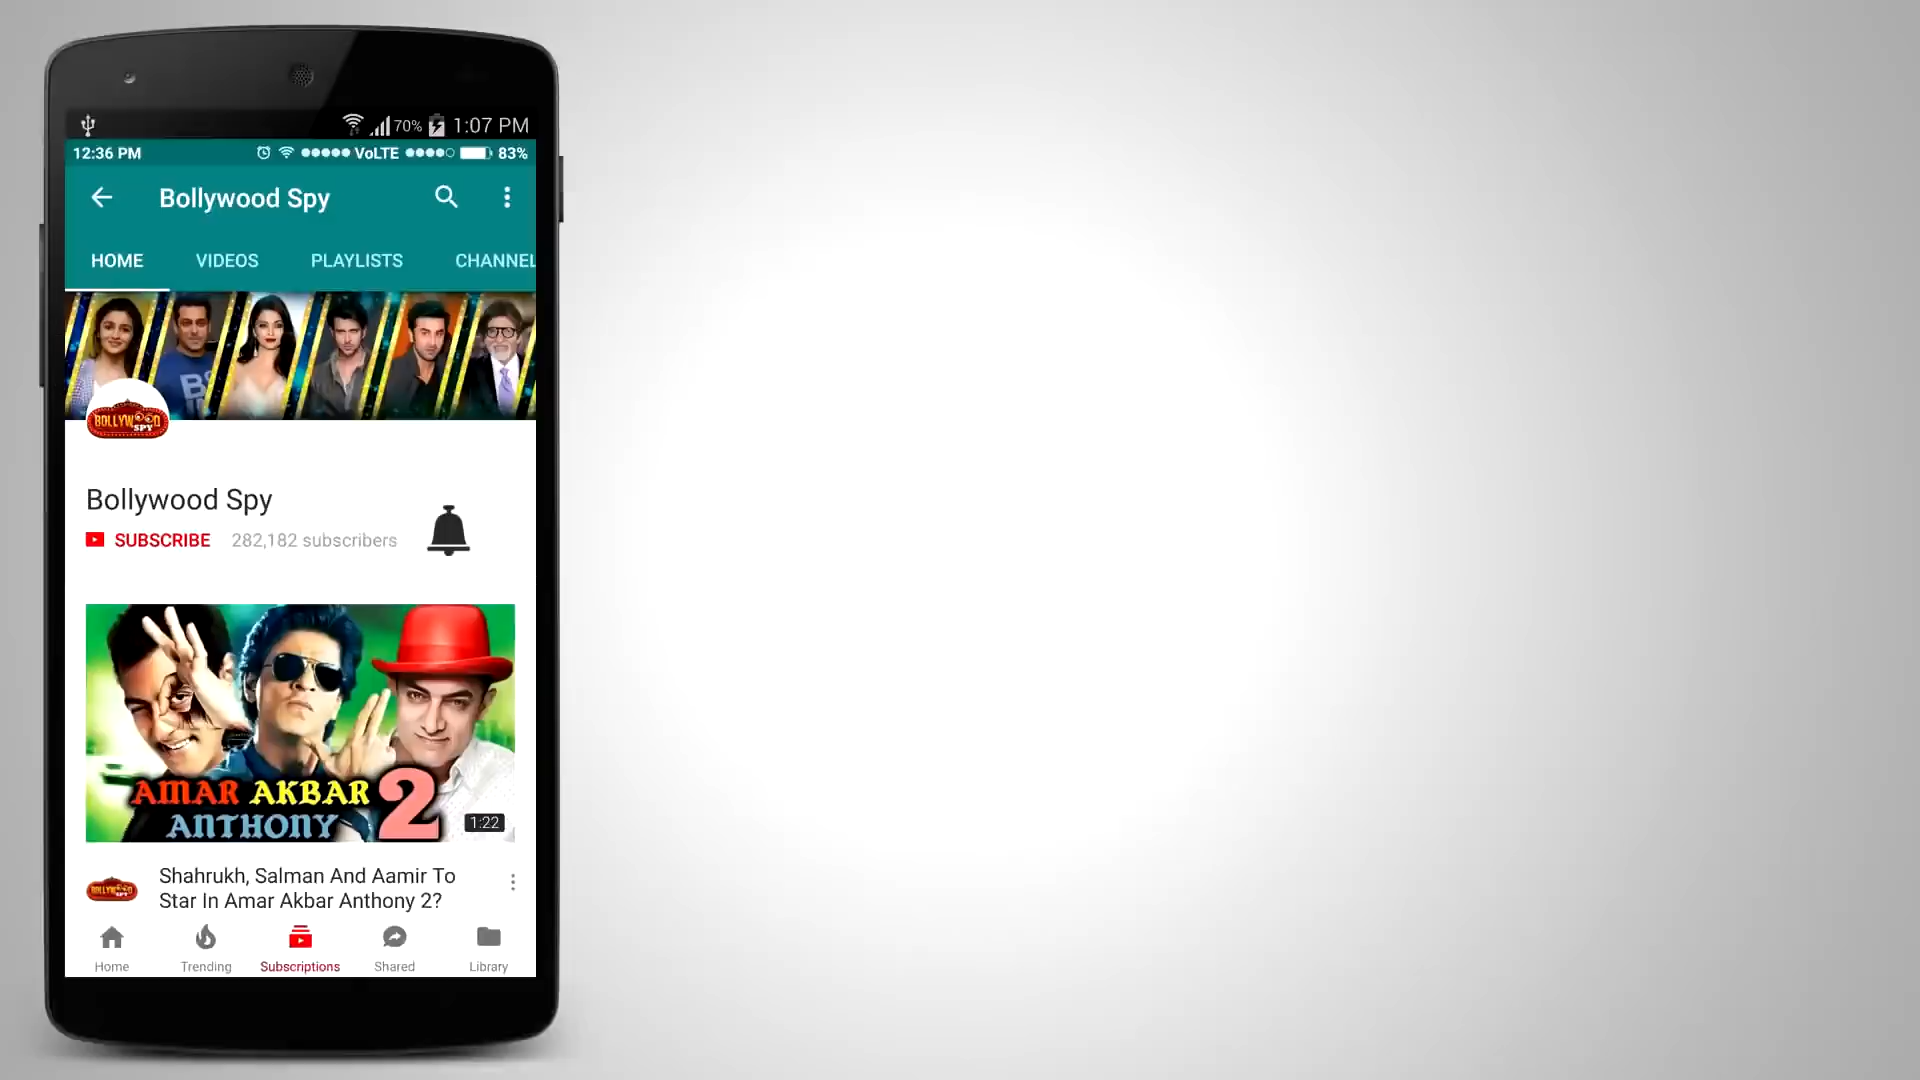 70% 1:07 PM
12:36 PM VoLTE 83%
Bollywood Spy
HOME VIDEOS PLAYLISTS CHANNEL
BOLLYWOOD
SPY
Bollywood Spy
SUBSCRIBE 282,182 subscribers
AMAR AKBAR 2
ANTHONY
1:22
Shahrukh, Salman And Aamir To
Star In Amar Akbar Anthony 2?
BOLLYWOOD
SPY
Home Trending Subscriptions Shared Library